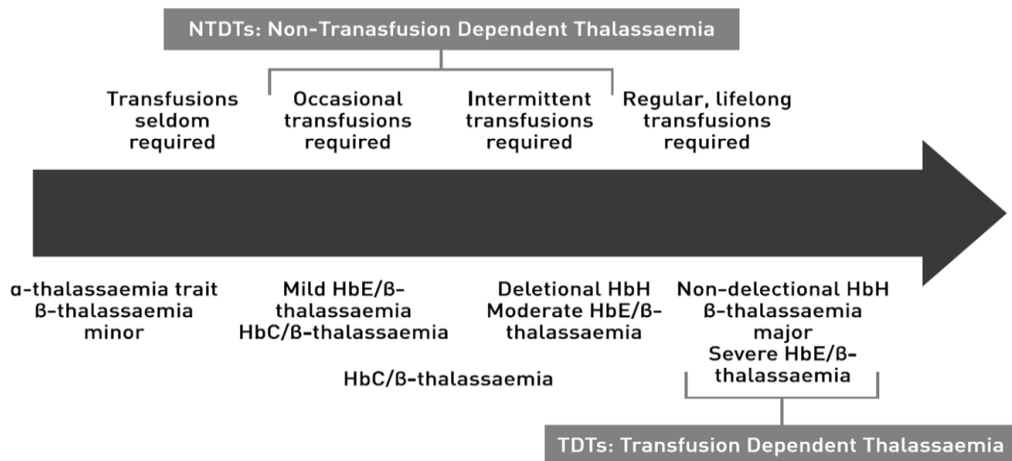 NTDTs: Non-Tranasfusion Dependent Thalassaemia
Transfusions
seldom
required
Occasional
transfusions
required
Intermittent
transfusions
required
Regular, lifelong
transfusions
required
α-thalassaemia trait
ß-thalassaemia
minor
Mild HbE/ß-
thalassaemia
HbC/ß-thalassaemia
Deletional HbH
Moderate HbE/ß-
thalassaemia
Non-delectional HbH
ß-thalassaemia
major
Severe HbE/ß-
thalassaemia
HbC/ß-thalassaemia
TDTs: Transfusion Dependent Thalassaemia